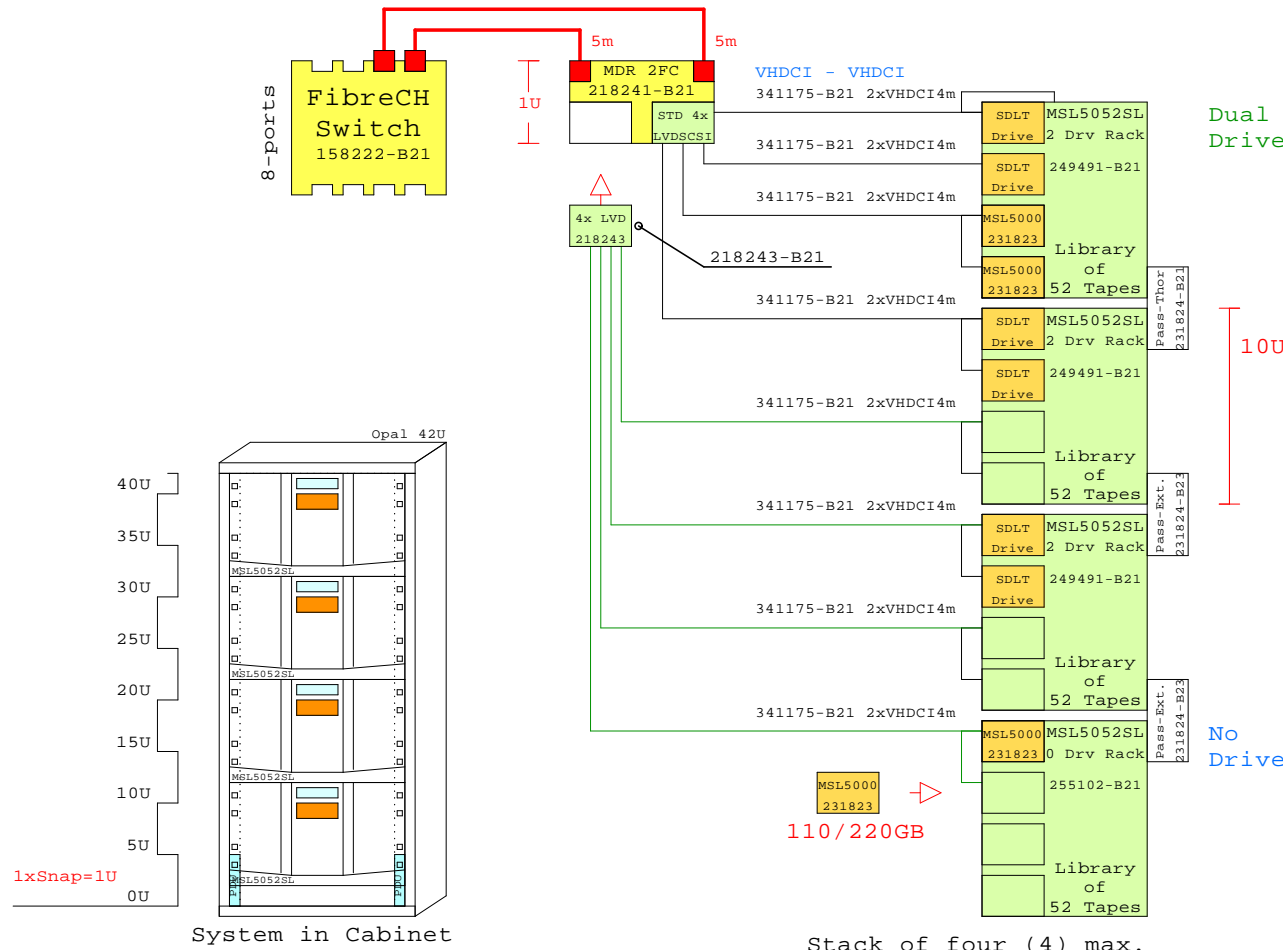 5m
5m
8-ports
FibreCH
Switch
158222-B21
1U
MDR 2FC
218241-B21
STD 4x
LVDSCSI
VHDCI - VHDCI
341175-B21 2xVHDCI4m
341175-B21 2xVHDCI4m
341175-B21 2xVHDCI4m
4x LVD
218243
218243-B21
SDLT
Drive
MSL5052SL
2 Drv Rack
SDLT
Drive
249491-B21
MSL5000
231823
MSL5000
231823
Library
of
52 Tapes
Dual
Drive
Pass-Thor
231824-B21
341175-B21 2xVHDCI4m
SDLT
Drive
MSL5052SL
2 Drv Rack
SDLT
Drive
249491-B21
10U
341175-B21 2xVHDCI4m
Library
of
52 Tapes
Pass-Ext.
231824-B23
341175-B21 2xVHDCI4m
SDLT
Drive
MSL5052SL
2 Drv Rack
SDLT
Drive
249491-B21
341175-B21 2xVHDCI4m
Library
of
52 Tapes
Pass-Ext.
231824-B23
341175-B21 2xVHDCI4m
MSL5000
231823
MSL5052SL
0 Drv Rack
255102-B21
No
Drive
MSL5000
231823
110/220GB
Library
of
52 Tapes
Stack of four (4) max.
Opal 42U
40U
35U
30U
25U
20U
15U
10U
5U
0U
1xSnap=1U
MSL5052SL
MSL5052SL
MSL5052SL
MSL5052SL
PDU
PDU
System in Cabinet